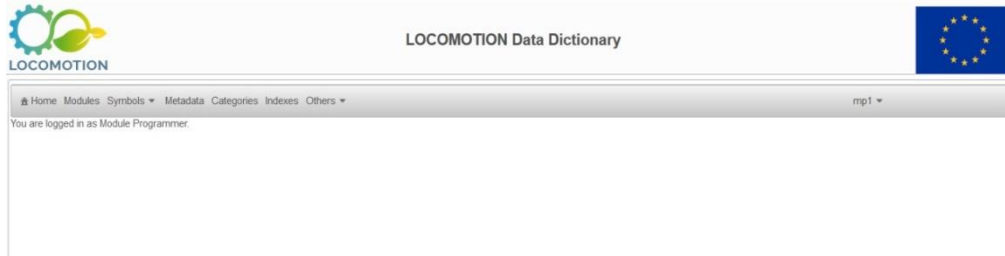 LOCOMOTION
LOCOMOTION Data Dictionary
Home Modules Symbols Metadata Categories Indexes Others mp1
You are logged in as Module Programmer.